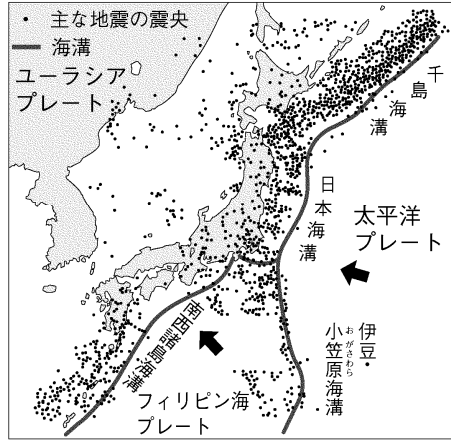 ・ 主な地震の震央
海溝
ユーラシア
プレート
千島海溝
日本海溝
太平洋
プレート
伊豆・
小笠原海溝
おがさわら
南西諸島海溝
フィリピン海
プレート